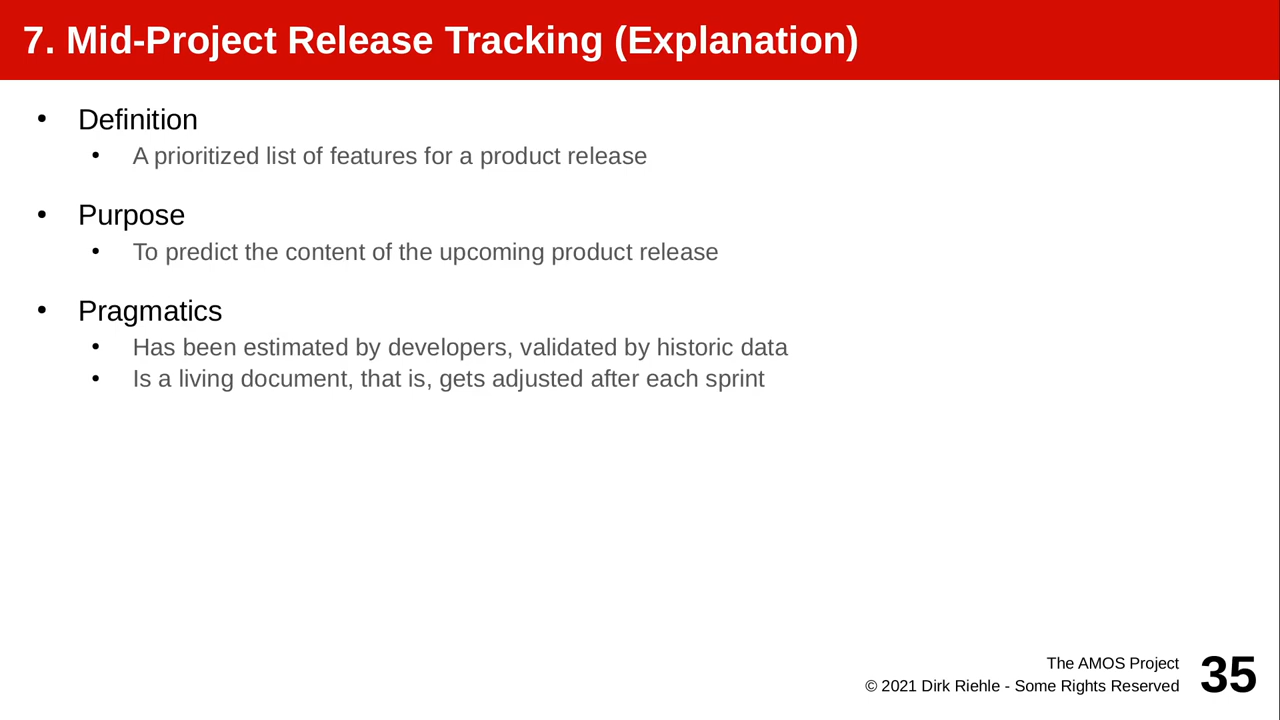 7. Mid-Project Release Tracking (Explanation)
• Definition
• A prioritized list of features for a product release
• Purpose
• To predict the content of the upcoming product release
• Pragmatics
• Has been estimated by developers, validated by historic data
• Is a living document, that is, gets adjusted after each sprint
The AMOS Project
© 2021 Dirk Riehle - Some Rights Reserved
35